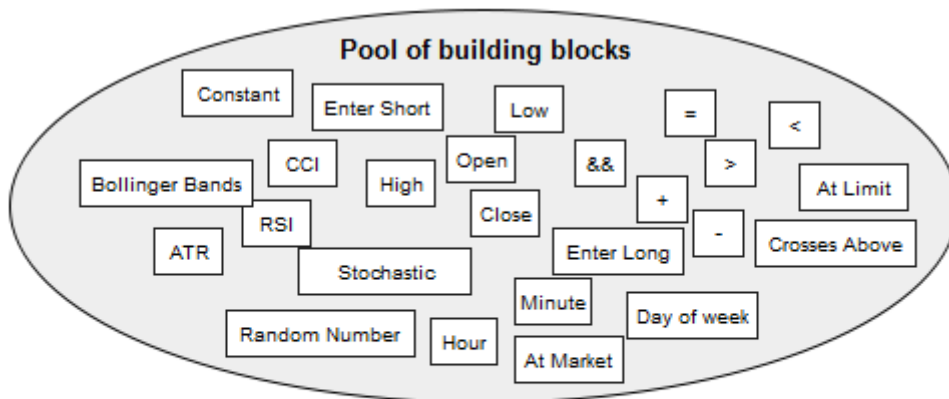 Pool of building blocks
Constant
Enter Short
Low
=
<
Bollinger Bands
CCI
High
Open
&&
>
At Limit
RSI
Close
+
-
Crosses Above
ATR
Stochastic
Enter Long
Minute
Day of week
Random Number
Hour
At Market